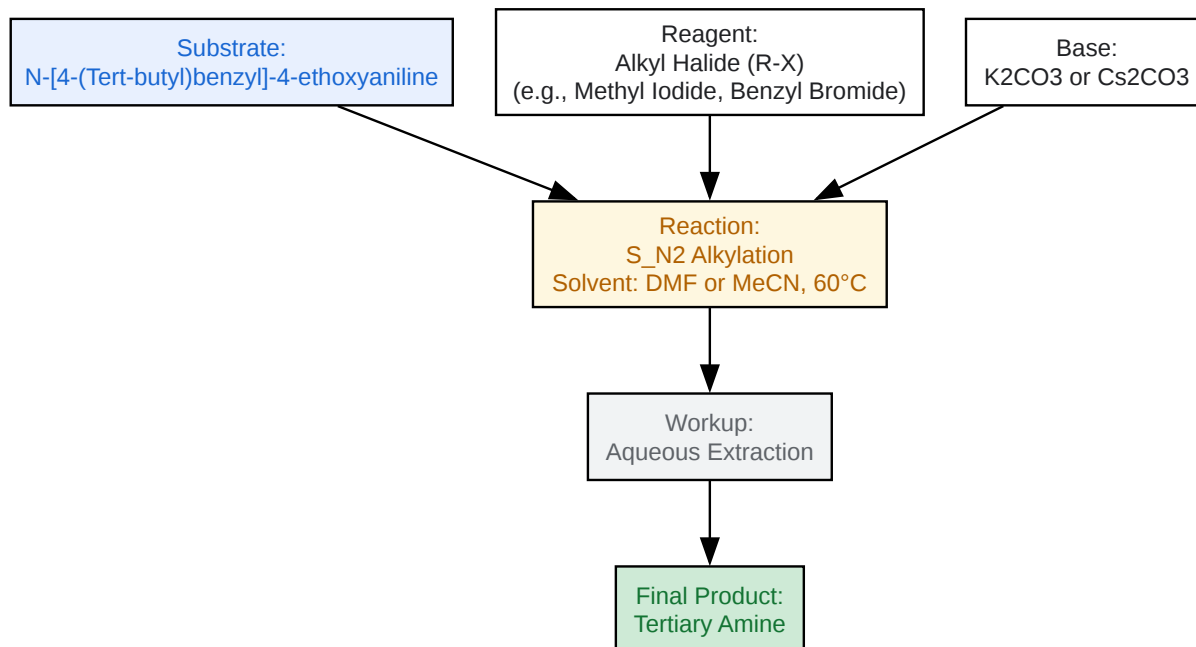 Substrate:
N-[4-(Tert-butyl)benzyl]-4-ethoxyaniline
Reagent:
Alkyl Halide (R-X)
(e.g., Methyl Iodide, Benzyl Bromide)
Base:
K2CO3 or Cs2CO3
Reaction:
S_N2 Alkylation
Solvent: DMF or MeCN, 60°C
Workup:
Aqueous Extraction
Final Product:
Tertiary Amine